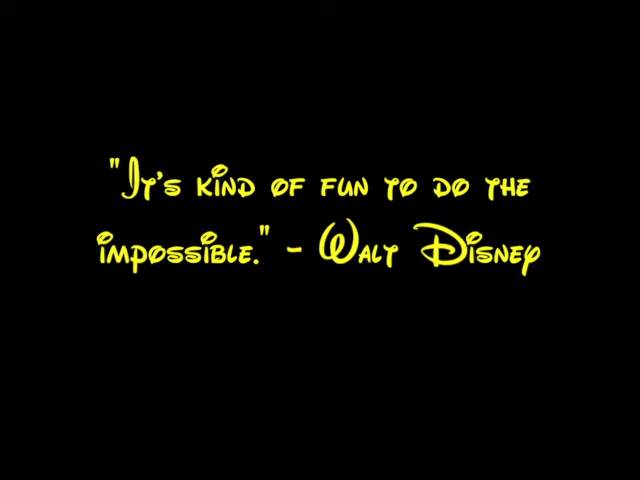 "It's kind of fun to do the
impossible." - Walt Disney